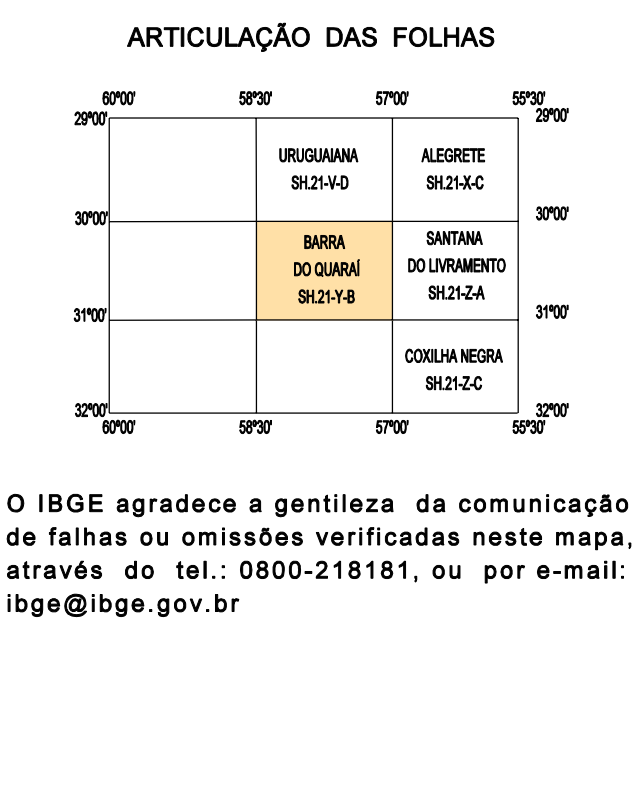 ARTICULAÇÃO DAS FOLHAS
60º00' 58º30' 57º00' 55º30'
29º00' 29º00'
URUGUAIANA ALEGRETE
SH.21-V-D SH.21-X-C
30º00' 30º00'
BARRA SANTANA
DO QUARAÍ DO LIVRAMENTO
SH.21-Y-B SH.21-Z-A
31º00' 31º00'
COXILHA NEGRA
SH.21-Z-C
32º00' 32º00'
60º00' 58º30' 57º00' 55º30'
O IBGE agradece a gentileza da comunicação
de falhas ou omissões verificadas neste mapa,
através do tel.: 0800-218181, ou por e-mail:
ibge@ibge.gov.br